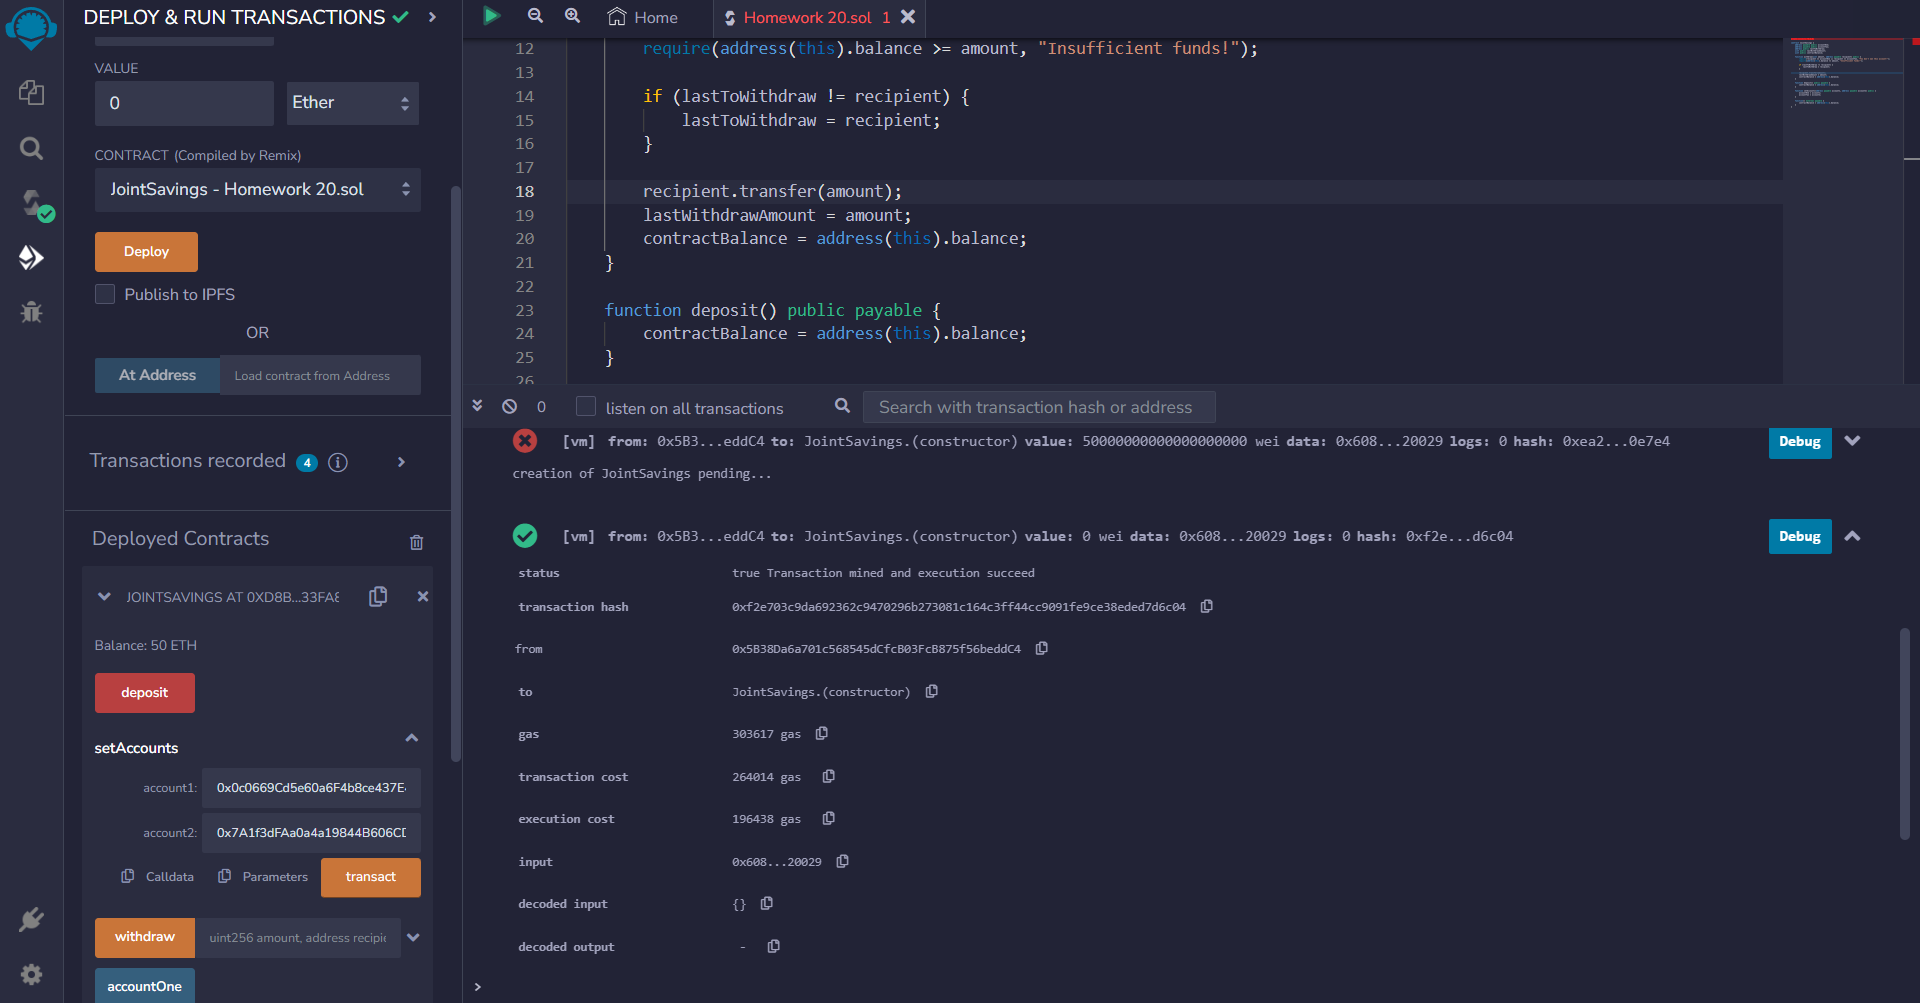 DEPLOY & RUN TRANSACTIONS
VALUE
0
Ether
CONTRACT (Compiled by Remix)
JointSavings - Homework 20.sol
Deploy
Publish to IPFS
OR
At Address
Load contract from Address
Transactions recorded 4 i
Deployed Contracts
JOINTSAVINGS AT 0XD8B...33FA8
Balance: 50 ETH
deposit
setAccounts
account1: 0x0c0669Cd5e60a6F4b8ce437E
account2: 0x7A1f3dFAa0a4a19844B606CD
Calldata Parameters transact
withdraw uint256 amount, address recipie
accountOne
Home
Homework 20.sol 1
12 require(address(this).balance >= amount, "Insufficient funds!");
13
14 if (lastToWithdraw != recipient) {
15 lastToWithdraw = recipient;
16 }
17
18 recipient.transfer(amount);
19 lastWithdrawAmount = amount;
20 contractBalance = address(this).balance;
21 }
22
23 function deposit() public payable {
24 contractBalance = address(this).balance;
25 }
26
0 listen on all transactions Search with transaction hash or address
[vm] from: 0x5B3...eddC4 to: JointSavings.(constructor) value: 50000000000000000000 wei data: 0x608...20029 logs: 0 hash: 0xea2...0e7e4 Debug
creation of JointSavings pending...
[vm] from: 0x5B3...eddC4 to: JointSavings.(constructor) value: 0 wei data: 0x608...20029 logs: 0 hash: 0xf2e...d6c04 Debug
status true Transaction mined and execution succeed
transaction hash 0xf2e703c9da692362c9470296b273081c164c3ff44cc9091fe9ce38eded7d6c04
from 0x5B38Da6a701c568545dCfcB03FcB875f56beddC4
to JointSavings.(constructor)
gas 303617 gas
transaction cost 264014 gas
execution cost 196438 gas
input 0x608...20029
decoded input {}
decoded output -
>